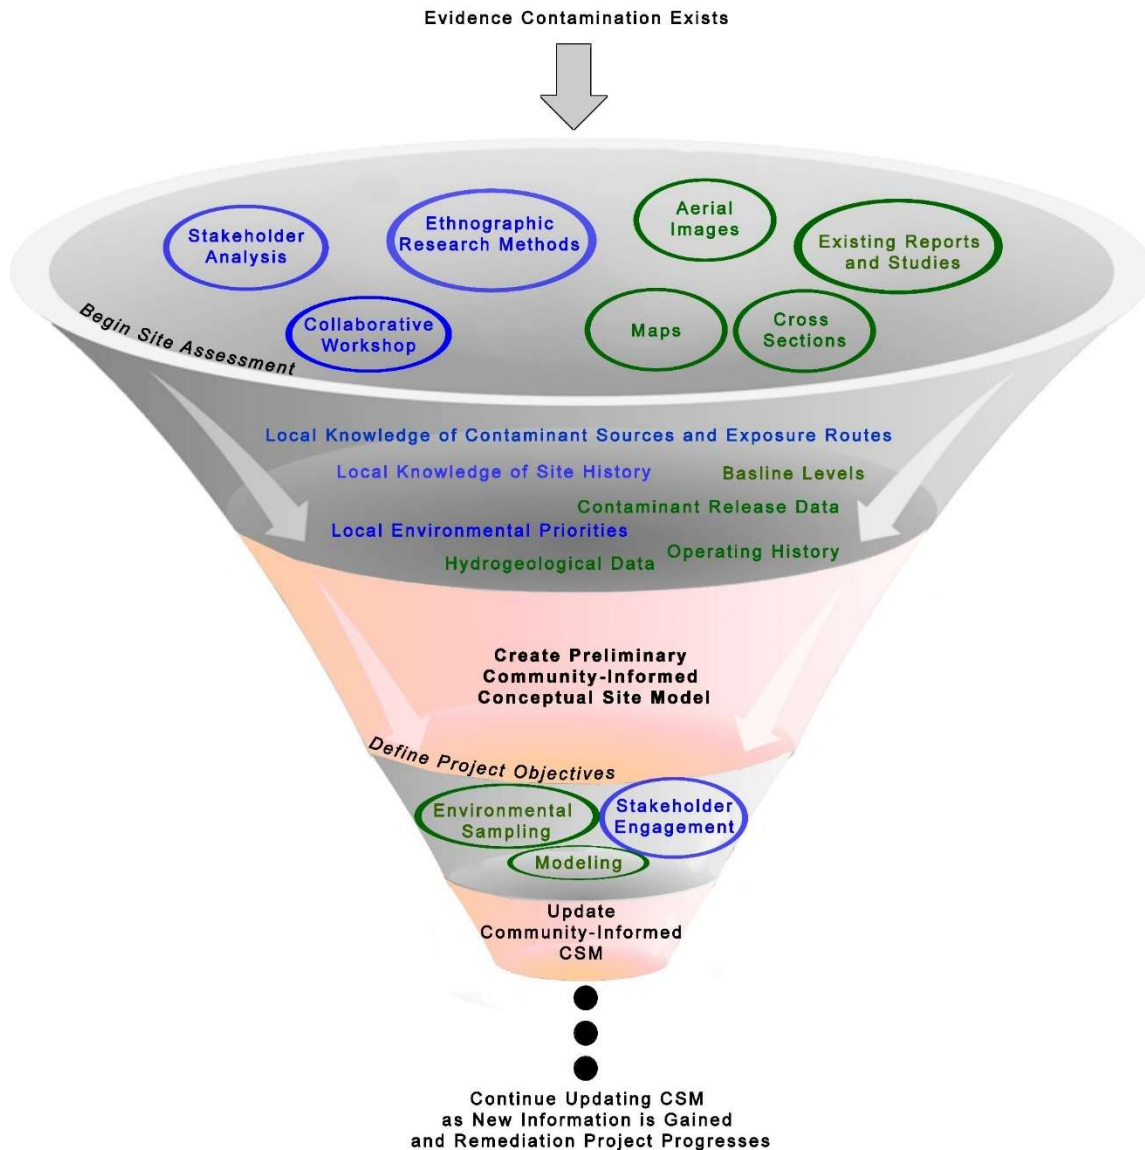 Evidence Contamination Exists
Stakeholder
Analysis
Ethnographic
Research Methods
Aerial
Images
Existing Reports
and Studies
Collaborative
Workshop
Maps
Cross
Sections
Begin Site Assessment
Local Knowledge of Contaminant Sources and Exposure Routes
Local Knowledge of Site History
Basline Levels
Contaminant Release Data
Local Environmental Priorities
Operating History
Hydrogeological Data
Create Preliminary
Community-Informed
Conceptual Site Model
Define Project Objectives
Environmental
Sampling
Stakeholder
Engagement
Modeling
Update
Community-Informed
CSM
Continue Updating CSM
as New Information is Gained
and Remediation Project Progresses